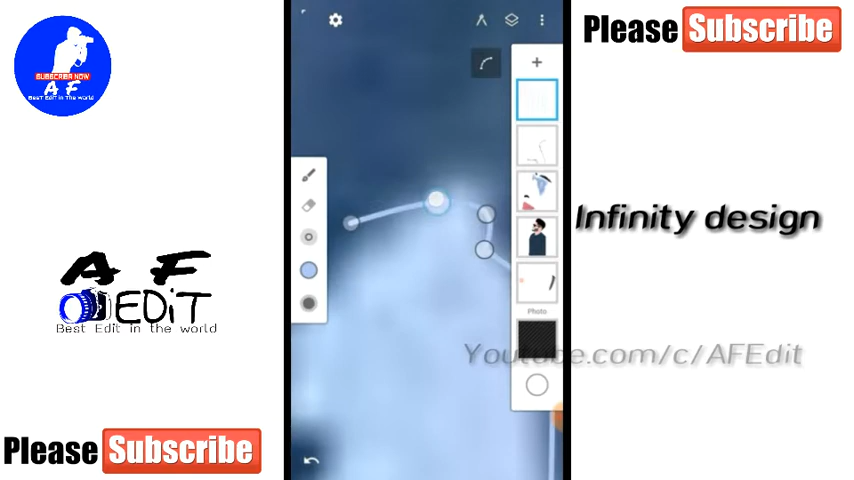 SUBSCRIBE NOW
A F
BesT EdiT in The world
Please Subscribe
Infinity design
A F
EDiT
Best Edit in the world
Photo
Youtube.com/c/AFEdit
Please Subscribe